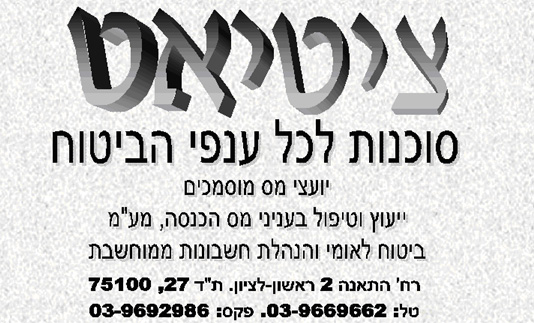 ציטיאט
סוכנות לכל ענפי הביטוח
יועצי מס מוסמכים
ייעוץ וטיפול בעניני מס הכנסה, מע"מ
ביטוח לאומי והנהלת חשבונות ממוחשבת
רח' התאנה 2 ראשון-לציון. ת"ד 27, 75100
טל: 03-9669662. פקס: 03-9692986